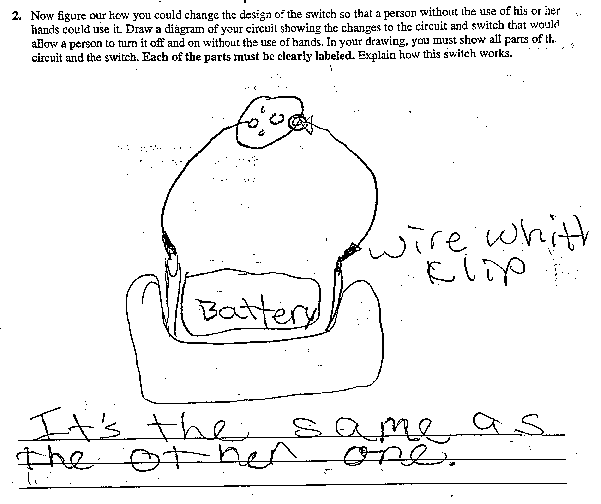 2. Now figure our how you could change the design of the switch so that a person without the use of his or her
hands could use it. Draw a diagram of your circuit showing the changes to the circuit and switch that would
allow a person to turn it off and on without the use of hands. In your drawing, you must show all parts of th
circuit and the switch. Each of the parts must be clearly labeled. Explain how this switch works.
wire whitt
klip
Battery
It's the same as
the other one.